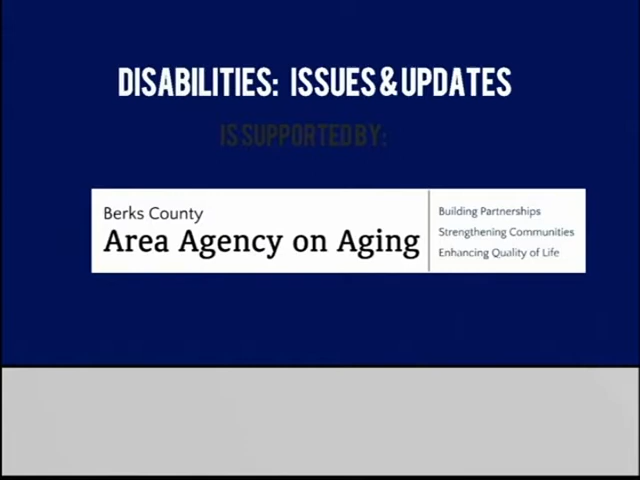 DISABILITIES: ISSUES & UPDATES
IS SUPPORTED BY:
Berks County
Area Agency on Aging
Building Partnerships
Strengthening Communities
Enhancing Quality of Life